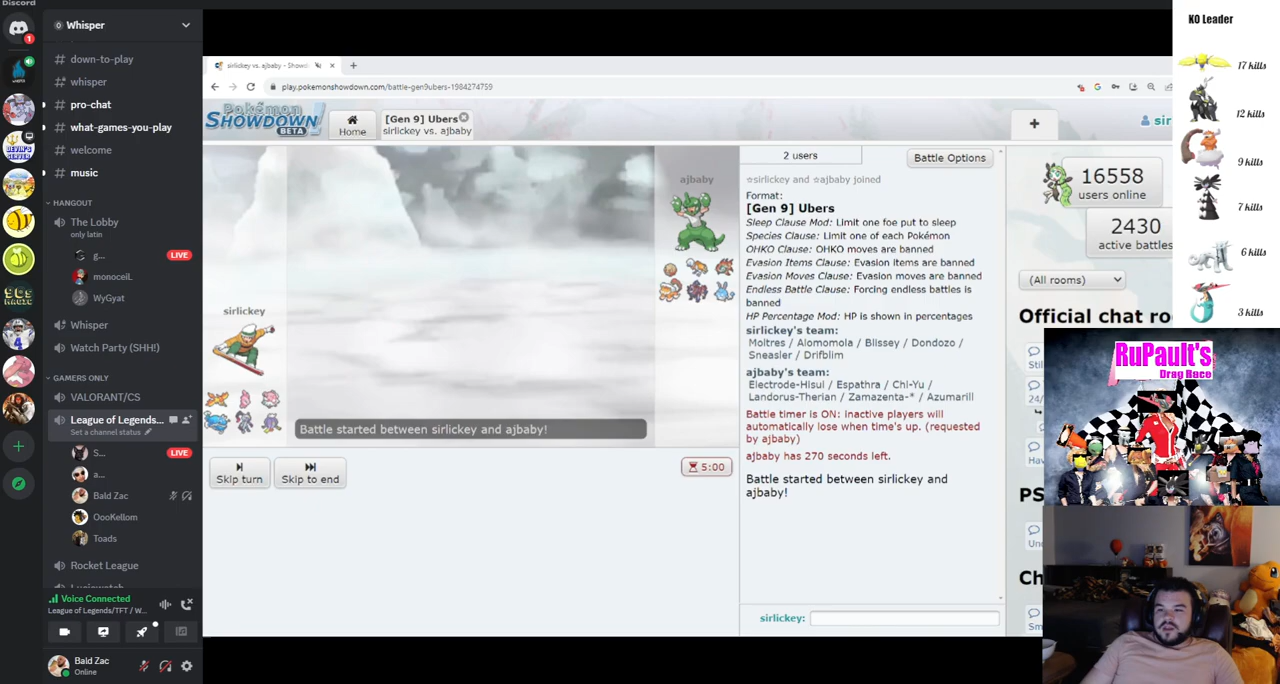 Discord
Whisper
down-to-play
whisper
pro-chat
what-games-you-play
welcome
music
HANGOUT
The Lobby
only latin
g...
LIVE
monoceiL
WyGyat
Whisper
Watch Party (SHH!)
GAMERS ONLY
VALORANT/CS
League of Legends...
Set a channel status
S...
LIVE
a...
Bald Zac
OooKellom
Toads
Rocket League
Voice Connected
League of Legends/TFT / W...
Bald Zac
Online
sirlickey vs. ajbaby - Showd
play.pokemonshowdown.com/battle-gen9ubers-1984274759
Pokémon
SHOWDOWN
BETA
Home
[Gen 9] Ubers
sirlickey vs. ajbaby
+
sir
ajbaby
sirlickey
Battle started between sirlickey and ajbaby!
Skip turn
Skip to end
5:00
2 users
Battle Options
☆sirlickey and ☆ajbaby joined
Format:
[Gen 9] Ubers
Sleep Clause Mod: Limit one foe put to sleep
Species Clause: Limit one of each Pokémon
OHKO Clause: OHKO moves are banned
Evasion Items Clause: Evasion items are banned
Evasion Moves Clause: Evasion moves are banned
Endless Battle Clause: Forcing endless battles is
banned
HP Percentage Mod: HP is shown in percentages
sirlickey's team:
Moltres / Alomomola / Blissey / Dondozo /
Sneasler / Drifblim
ajbaby's team:
Electrode-Hisui / Espathra / Chi-Yu /
Landorus-Therian / Zamazenta-* / Azumarill
Battle timer is ON: inactive players will
automatically lose when time's up. (requested
by ajbaby)
ajbaby has 270 seconds left.
Battle started between sirlickey and
ajbaby!
sirlickey:
16558
users online
2430
active battles
(All rooms)
Official chat ro
Stil
24/
Hav
PS
Un
Ch
Sm
KO Leader
17 kills
12 kills
9 kills
7 kills
6 kills
3 kills
RuPault's
Drag Race